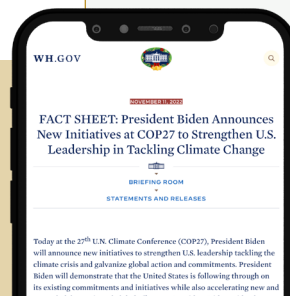 WH.GOV
NOVEMBER 11, 2022
FACT SHEET: President Biden Announces
New Initiatives at COP27 to Strengthen U.S.
Leadership in Tackling Climate Change
BRIEFING ROOM
STATEMENTS AND RELEASES
Today at the 27th U.N. Climate Conference (COP27), President Biden
will announce new initiatives to strengthen U.S. leadership tackling the
climate crisis and galvanize global action and commitments. President
Biden will demonstrate that the United States is following through on
its existing commitments and initiatives while also accelerating new and